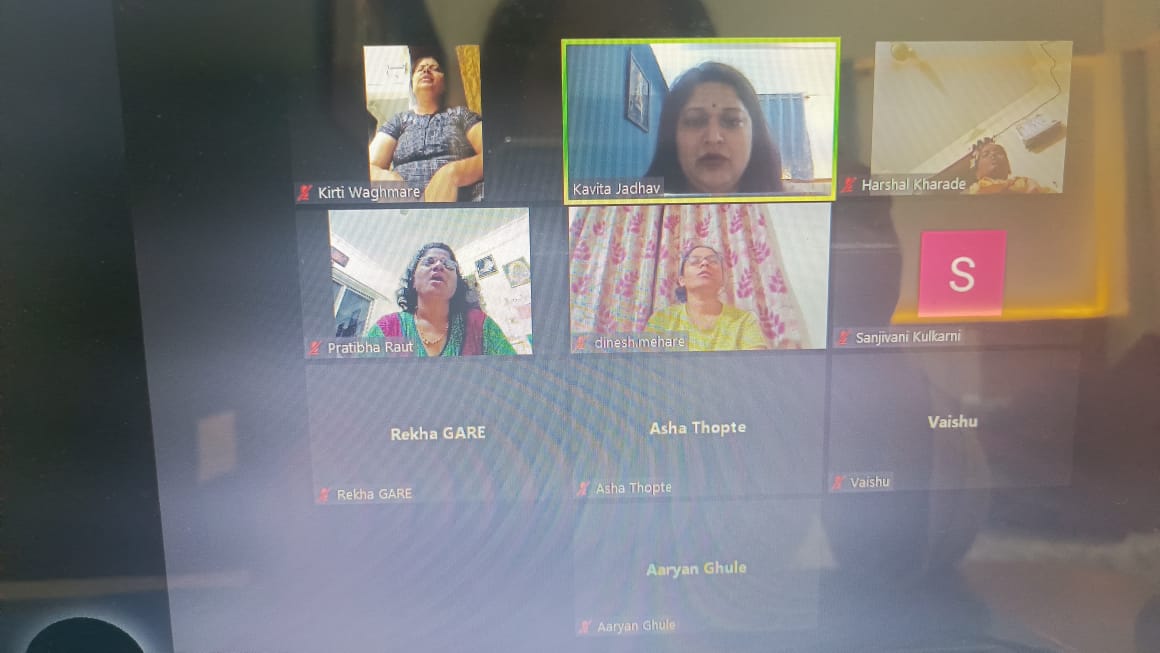 Kirti Waghmare
Kavita Jadhav
Harshal Kharade
Pratibha Raut
dinesh.mehare
S
Sanjivani Kulkarni
Rekha GARE
Asha Thopte
Vaishu
Rekha GARE
Asha Thopte
Vaishu
Aaryan Ghule
Aaryan Ghule